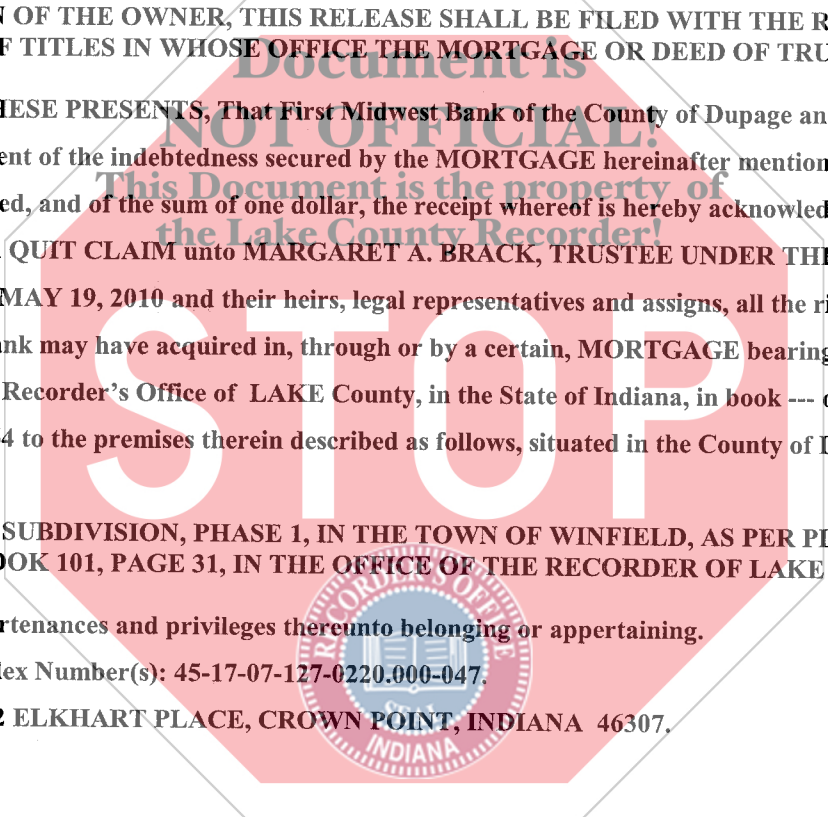 OF THE OWNER, THIS RELEASE SHALL BE FILED WITH THE R
F TITLES IN WHOSE OFFICE THE MORTGAGE OR DEED OF TRU
Document is
HESE PRESENTS, That First Midwest Bank of the County of Dupage an
NOT OFFICIAL!
ent of the indebtedness secured by the MORTGAGE hereinafter mention
This Document is the property of
ed, and of the sum of one dollar, the receipt whereof is hereby acknowled
the Lake County Recorder!
QUIT CLAIM unto MARGARET A. BRACK, TRUSTEE UNDER THE
MAY 19, 2010 and their heirs, legal representatives and assigns, all the ri
ank may have acquired in, through or by a certain, MORTGAGE bearing
STOP
Recorder's Office of LAKE County, in the State of Indiana, in book --- o
4 to the premises therein described as follows, situated in the County of
SUBDIVISION, PHASE 1, IN THE TOWN OF WINFIELD, AS PER PL
OOK 101, PAGE 31, IN THE OFFICE OF THE RECORDER OF LAKE
rtenances and privileges thereunto belonging or appertaining.
RECORDER'S OFFICE
lex Number(s): 45-17-07-127-0220.000-047.
SEAL
2 ELKHART PLACE, CROWN POINT, INDIANA 46307.
INDIANA